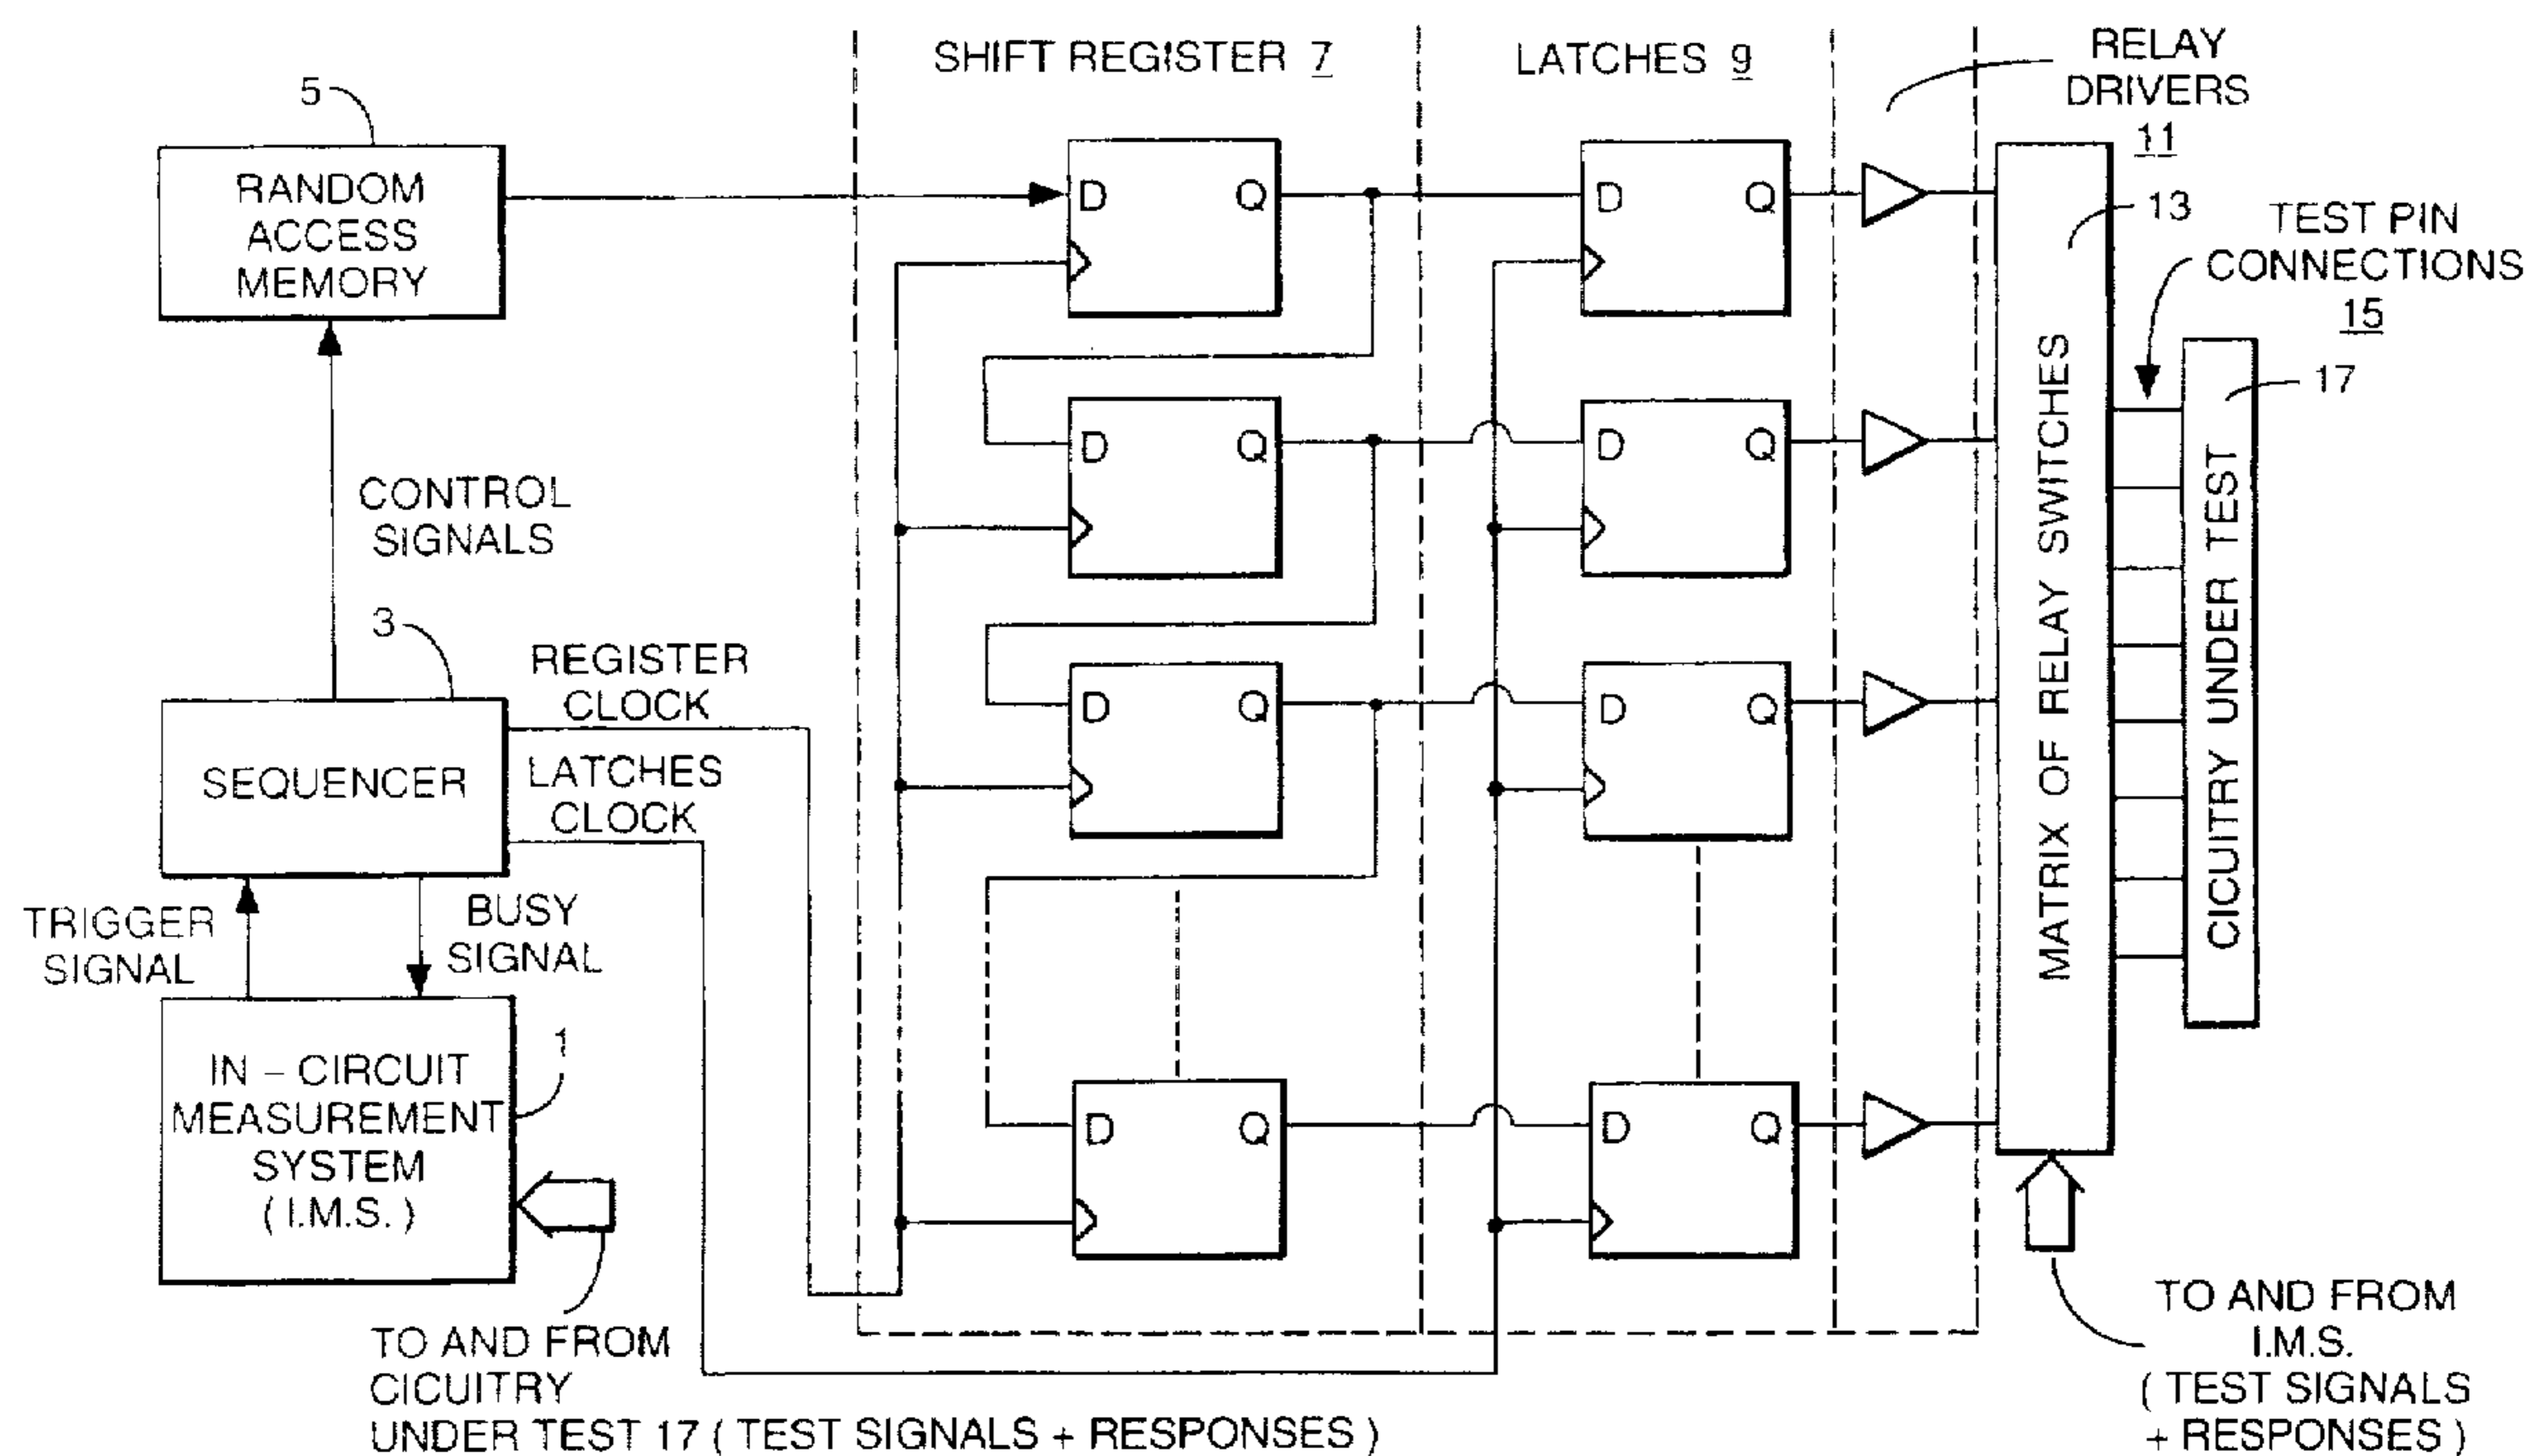 SHIFT REGISTER 7
LATCHES 9
RELAY
DRIVERS
11
5
RANDOM
ACCESS
MEMORY
D Q
D Q
13
TEST PIN
CONNECTIONS
15
17
CONTROL
SIGNALS
D Q
D Q
3
REGISTER
CLOCK
SEQUENCER
LATCHES
CLOCK
D Q
D Q
MATRIX OF RELAY SWITCHES
CICUITRY UNDER TEST
TRIGGER
SIGNAL
BUSY
SIGNAL
1
IN – CIRCUIT
MEASUREMENT
SYSTEM
( I.M.S. )
D Q
D Q
TO AND FROM
CICUITRY
UNDER TEST 17 ( TEST SIGNALS + RESPONSES )
TO AND FROM
I.M.S.
( TEST SIGNALS
+ RESPONSES )